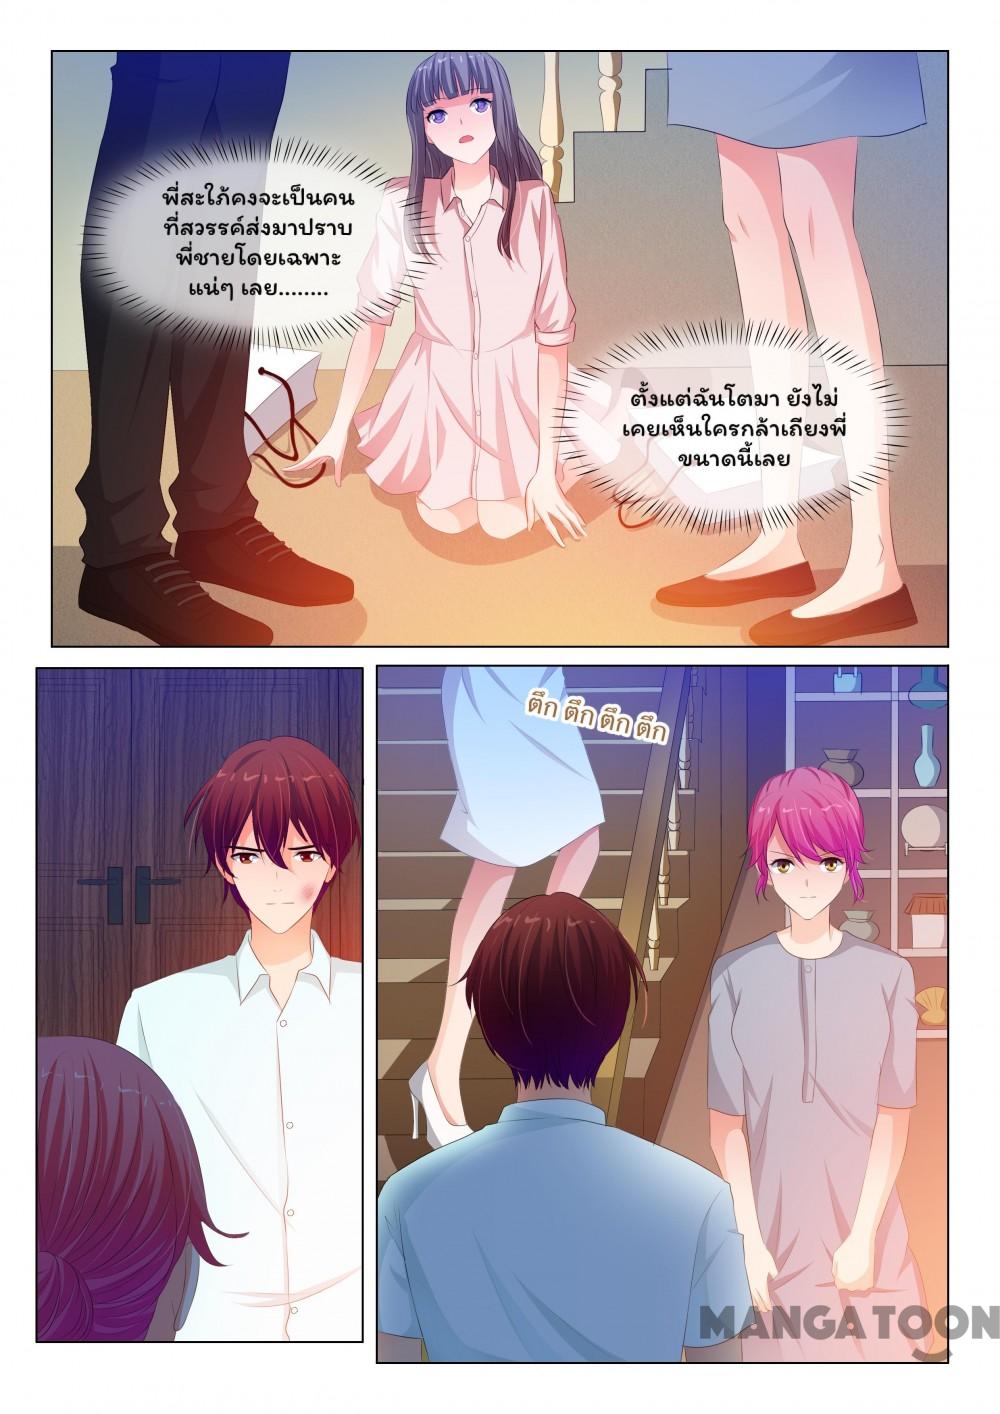 พี่สะใภ้คงจะเป็นคน
ที่สวรรค์ส่งมาปราบ
พี่ชายโดยเฉพาะ
แน่ๆ เลย........
ตั้งแต่ฉันโตมา ยังไม่
เคยเห็นใครกล้าเถียงพี่
ขนาดนี้เลย
ตึก ตึก ตึก ตึก
MANGATOON